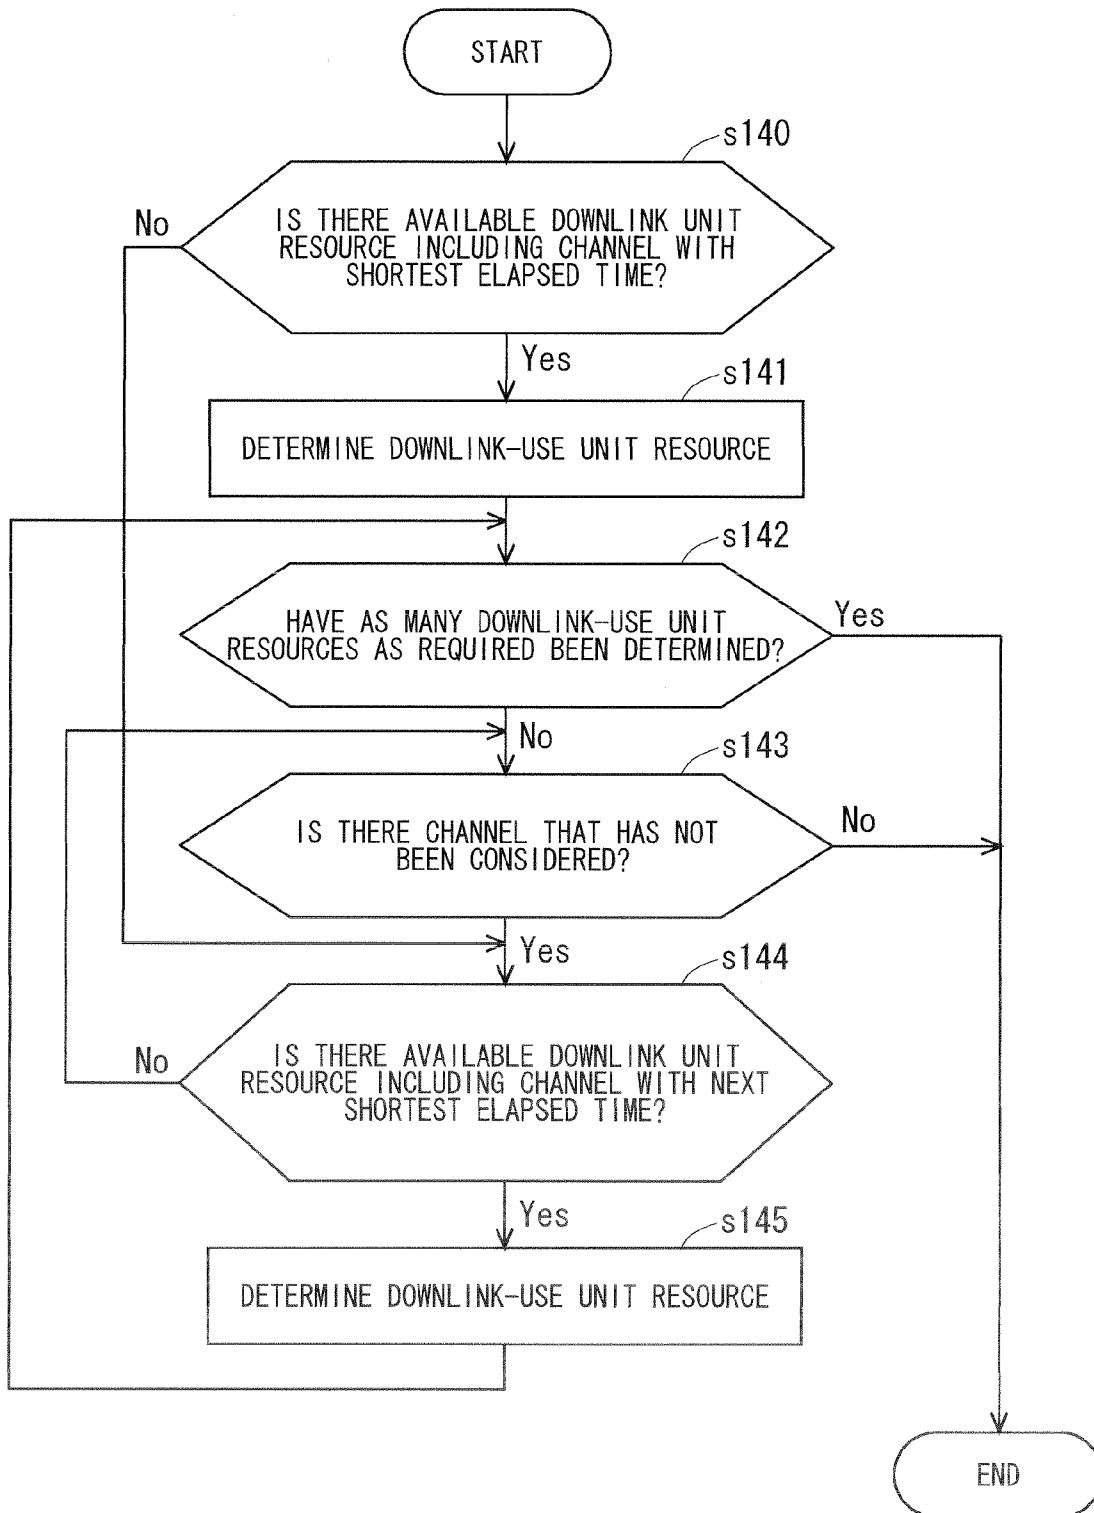 START
s140
No
IS THERE AVAILABLE DOWNLINK UNIT
RESOURCE INCLUDING CHANNEL WITH
SHORTEST ELAPSED TIME?
Yes
s141
DETERMINE DOWNLINK-USE UNIT RESOURCE
s142
HAVE AS MANY DOWNLINK-USE UNIT
RESOURCES AS REQUIRED BEEN DETERMINED?
Yes
No
s143
IS THERE CHANNEL THAT HAS NOT
BEEN CONSIDERED?
No
Yes
s144
No
IS THERE AVAILABLE DOWNLINK UNIT
RESOURCE INCLUDING CHANNEL WITH NEXT
SHORTEST ELAPSED TIME?
Yes
s145
DETERMINE DOWNLINK-USE UNIT RESOURCE
END